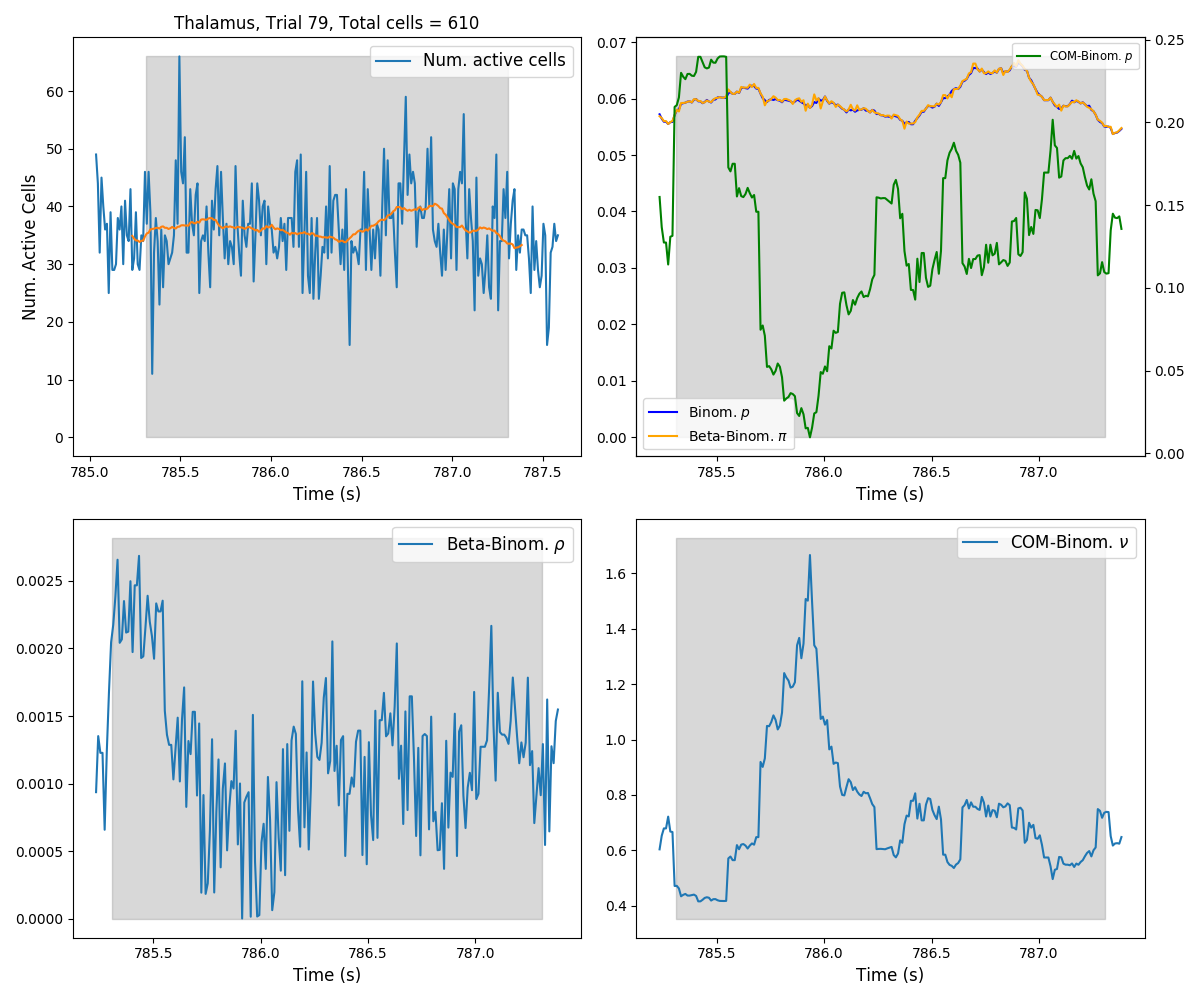 Thalamus, Trial 79, Total cells = 610
Num. active cells
Num. Active Cells
60
50
40
30
20
10
0
785.0 785.5 786.0 786.5 787.0 787.5
Time (s)
COM-Binom. p
0.07
0.06
0.05
0.04
0.03
0.02
0.01
0.00
0.25
0.20
0.15
0.10
0.05
0.00
Binom. p
Beta-Binom. π
785.5 786.0 786.5 787.0
Time (s)
Beta-Binom. ρ
0.0025
0.0020
0.0015
0.0010
0.0005
0.0000
785.5 786.0 786.5 787.0
Time (s)
COM-Binom. ν
1.6
1.4
1.2
1.0
0.8
0.6
0.4
785.5 786.0 786.5 787.0
Time (s)